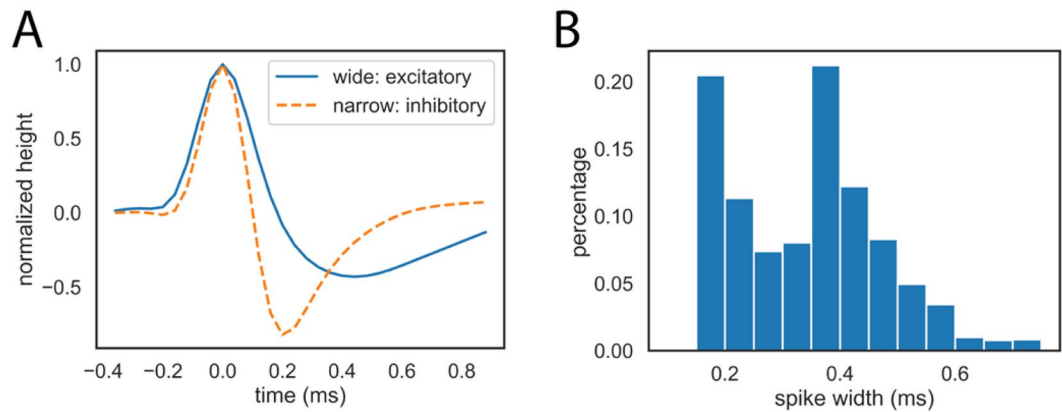 A
normalized height
1.0
0.5
0.0
−0.5
wide: excitatory
narrow: inhibitory
−0.4 −0.2 0.0 0.2 0.4 0.6 0.8
time (ms)
B
percentage
0.20
0.15
0.10
0.05
0.00
0.2 0.4 0.6
spike width (ms)